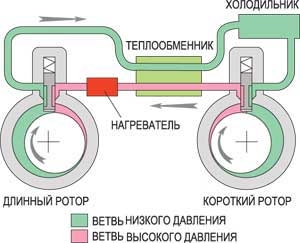 ХОЛОДИЛЬНИК
ТЕПЛООБМЕННИК
НАГРЕВАТЕЛЬ
ДЛИННЫЙ РОТОР
КОРОТКИЙ РОТОР
ВЕТВЬ НИЗКОГО ДАВЛЕНИЯ
ВЕТВЬ ВЫСОКОГО ДАВЛЕНИЯ